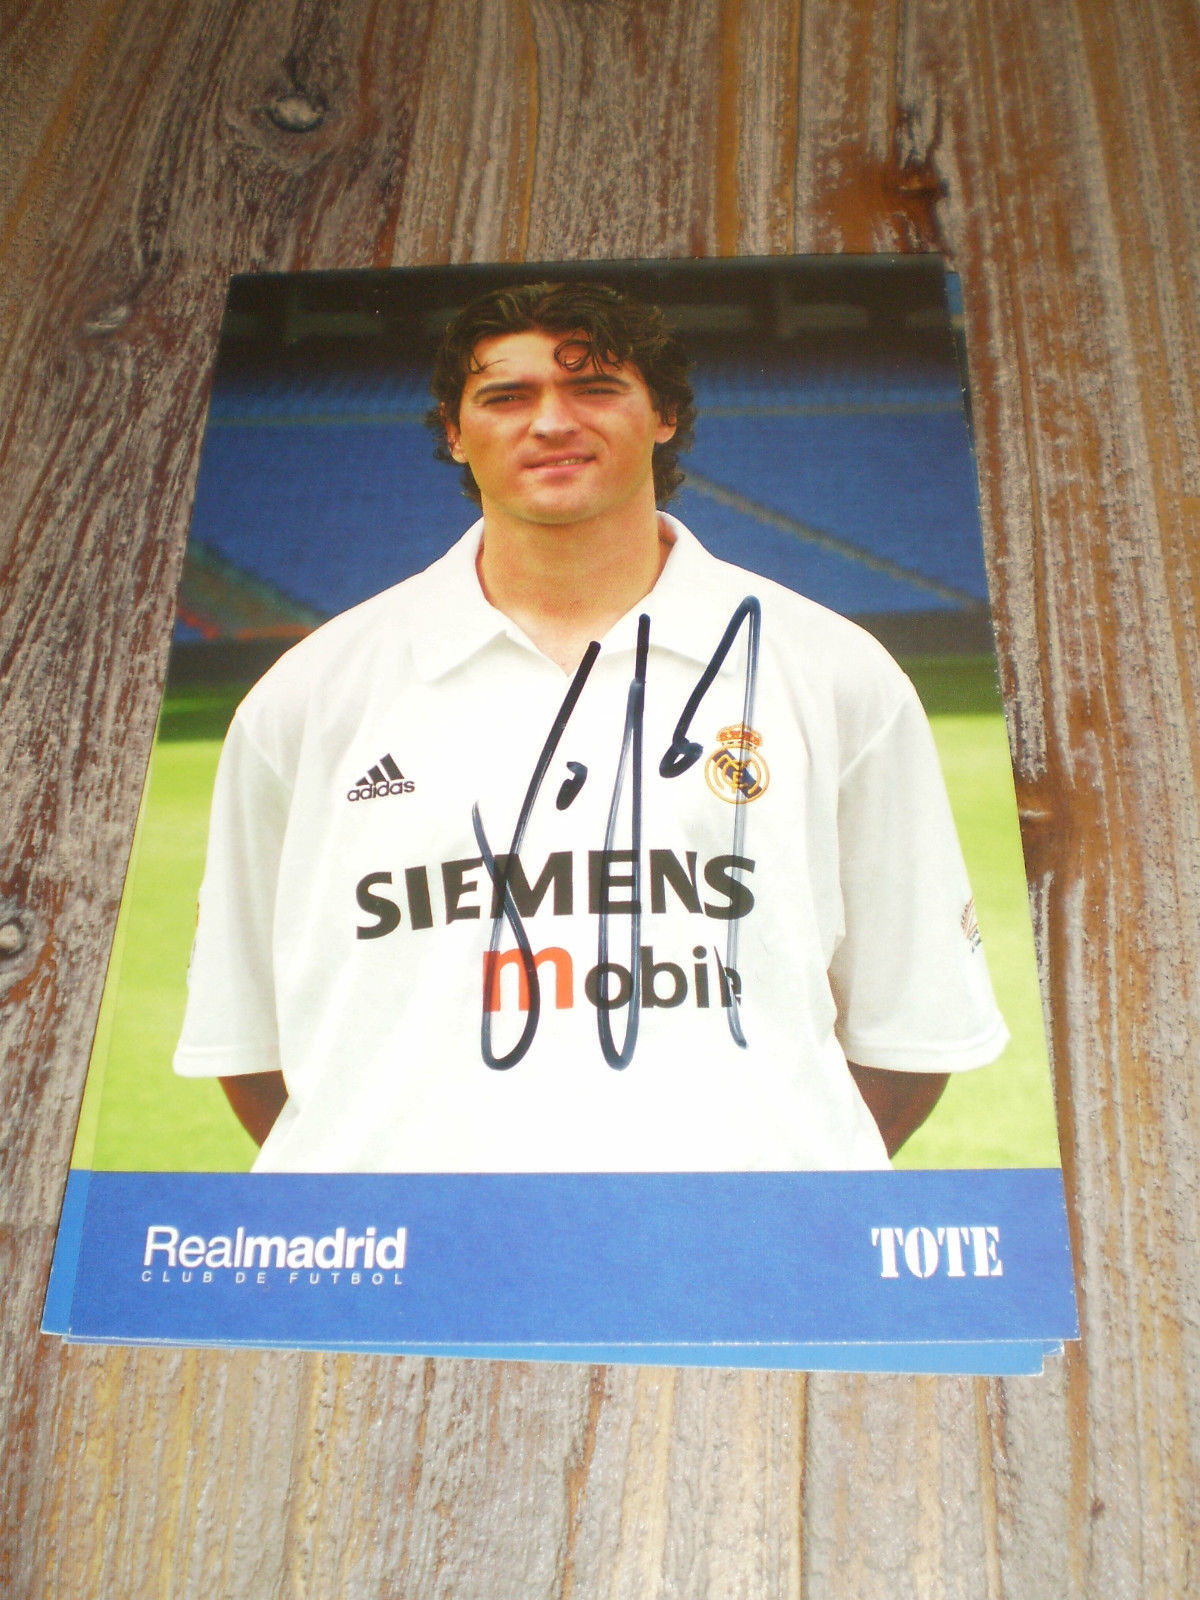 adidas
SIEMENS
mobile
Realmadrid
CLUB DE FUTBOL
TOTE